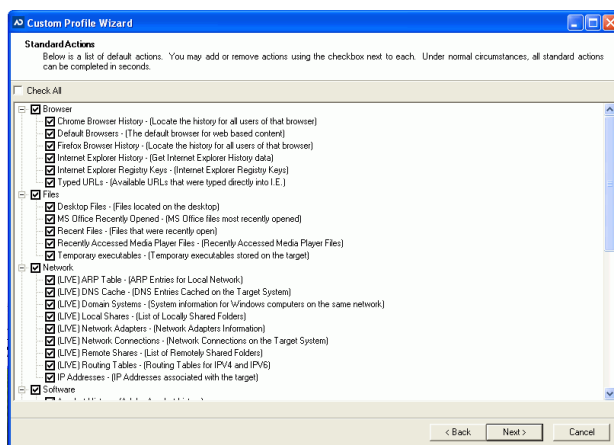 Custom Profile Wizard
Standard Actions
Below is a list of default actions. You may add or remove actions using the checkbox next to each. Under normal circumstances, all standard actions
can be completed in seconds.
Check All
Browser
Chrome Browser History - (Locate the history for all users of that browser)
Default Browsers - (The default browser for web based content)
Firefox Browser History - (Locate the history for all users of that browser)
Internet Explorer History - (Get Internet Explorer History data)
Internet Explorer Registry Keys - (Internet Explorer Registry Keys)
Typed URLs - (Available URLs that were typed directly into I.E.)
Files
Desktop Files - (Files located on the desktop)
MS Office Recently Opened - (MS Office files most recently opened)
Recent Files - (Files that were recently open)
Recently Accessed Media Player Files - (Recently Accessed Media Player Files)
Temporary executables - (Temporary executables stored on the target)
Network
(LIVE) ARP Table - (ARP Entries for Local Network)
(LIVE) DNS Cache - (DNS Entries Cached on the Target System)
(LIVE) Domain Systems - (System information for Windows computers on the same network)
(LIVE) Local Shares - (List of Locally Shared Folders)
(LIVE) Network Adapters - (Network Adapters Information)
(LIVE) Network Connections - (Network Connections on the Target System)
(LIVE) Remote Shares - (List of Remotely Shared Folders)
(LIVE) Routing Tables - (Routing Tables for IPV4 and IPV6)
IP Addresses - (IP Addresses associated with the target)
Software
< Back
Next >
Cancel